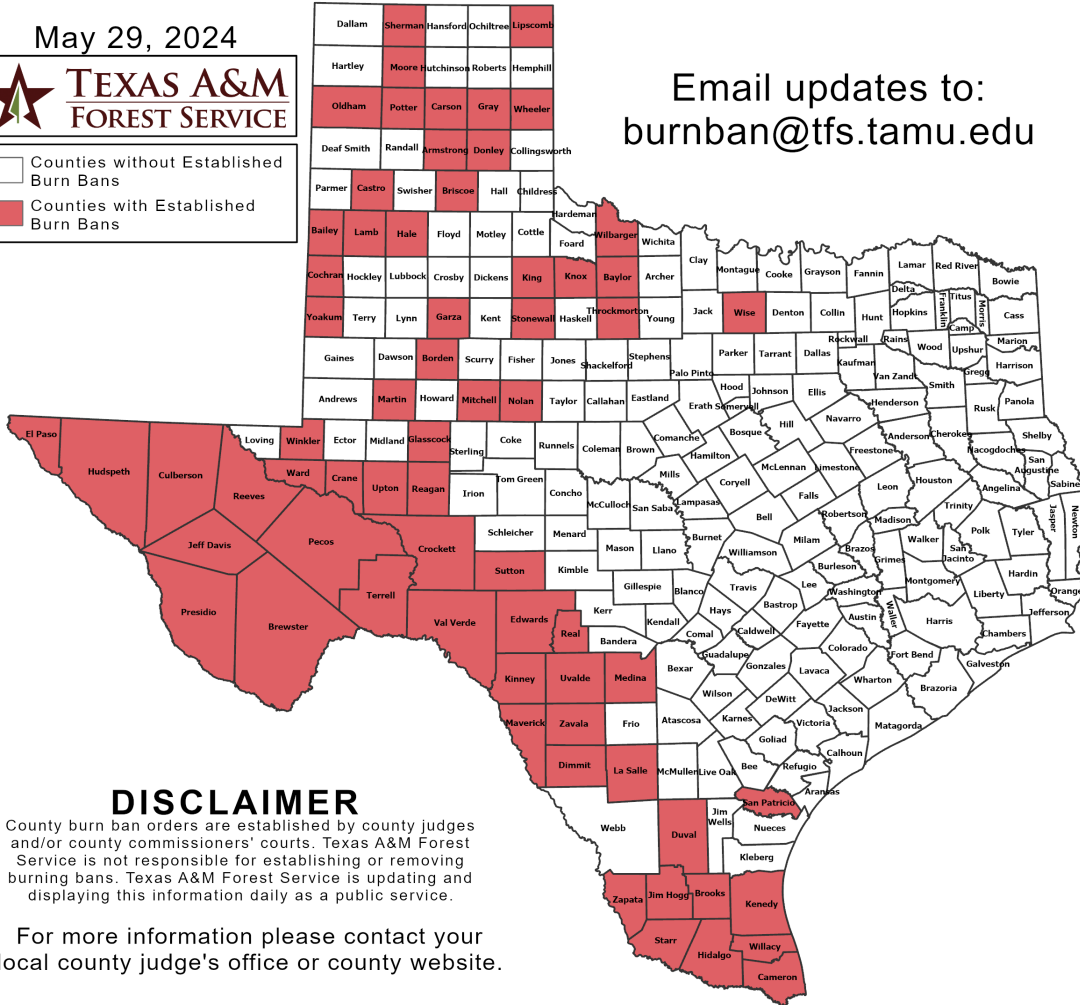 May 29, 2024
TEXAS A&M
FOREST SERVICE
Counties without Established
Burn Bans
Counties with Established
Burn Bans
Email updates to:
burnban@tfs.tamu.edu
Dallam Sherman Hansford Ochiltree Lipscomb
Hartley Moore Hutchinson Roberts Hemphill
Oldham Potter Carson Gray Wheeler
Deaf Smith Randall Armstrong Donley Collingsworth
Parmer Castro Swisher Briscoe Hall Childress
Hardeman
Bailey Lamb Hale Floyd Motley Cottle Foard Wilbarger Wichita
Clay Montague Cooke Grayson Fannin Lamar Red River Bowie
Cochran Hockley Lubbock Crosby Dickens King Knox Baylor Archer
Delta Franklin Titus Morris Cass
Yoakum Terry Lynn Garza Kent Stonewall Haskell Throckmorton Young Jack Wise Denton Collin Hunt Hopkins Camp
Rockwall Rains Wood Upshur Marion
Gaines Dawson Borden Scurry Fisher Jones Shackelford Stephens Palo Pinto Parker Tarrant Dallas Kaufman Van Zandt Gregg Harrison
Andrews Martin Howard Mitchell Nolan Taylor Callahan Eastland Erath Hood Somervell Johnson Ellis Henderson Smith Rusk Panola
El Paso Hudspeth Culberson Reeves Loving Winkler Ector Midland Glasscock Sterling Coke Runnels Coleman Brown Comanche Bosque Hill Navarro Anderson Cherokee Shelby
Hamilton Freestone Nacogdoches San
Augustine Sabine
Ward Crane Upton Reagan Irion Tom Green Concho Mills McLennan Limestone Leon Houston Angelina
McCulloch San Saba Lampasas Coryell Falls Robertson Madison Trinity Jasper Newton
Jeff Davis Pecos Crockett Schleicher Menard Burnet Bell Milam Brazos Walker Polk Tyler
Mason Llano Williamson Grimes San
Jacinto
Presidio Brewster Terrell Sutton Kimble Burleson Montgomery Hardin
Gillespie Blanco Travis Lee Washington Liberty Orange
Val Verde Edwards Real Kerr Kendall Hays Bastrop Fayette Austin Waller Harris Jefferson
Bandera Comal Caldwell Colorado Fort Bend Chambers
Kinney Uvalde Medina Bexar Guadalupe Gonzales Lavaca Wharton Brazoria Galveston
Maverick Zavala Frio Atascosa Wilson Karnes DeWitt Victoria Jackson Matagorda
Goliad Calhoun
Dimmit La Salle McMullen Live Oak Bee Refugio Aransas
San Patricio
Webb Duval Jim
Wells Nueces
Kleberg
Zapata Jim Hogg Brooks Kenedy
Starr Hidalgo Willacy
Cameron
DISCLAIMER
County burn ban orders are established by county judges
and/or county commissioners' courts. Texas A&M Forest
Service is not responsible for establishing or removing
burning bans. Texas A&M Forest Service is updating and
displaying this information daily as a public service.
For more information please contact your
local county judge's office or county website.